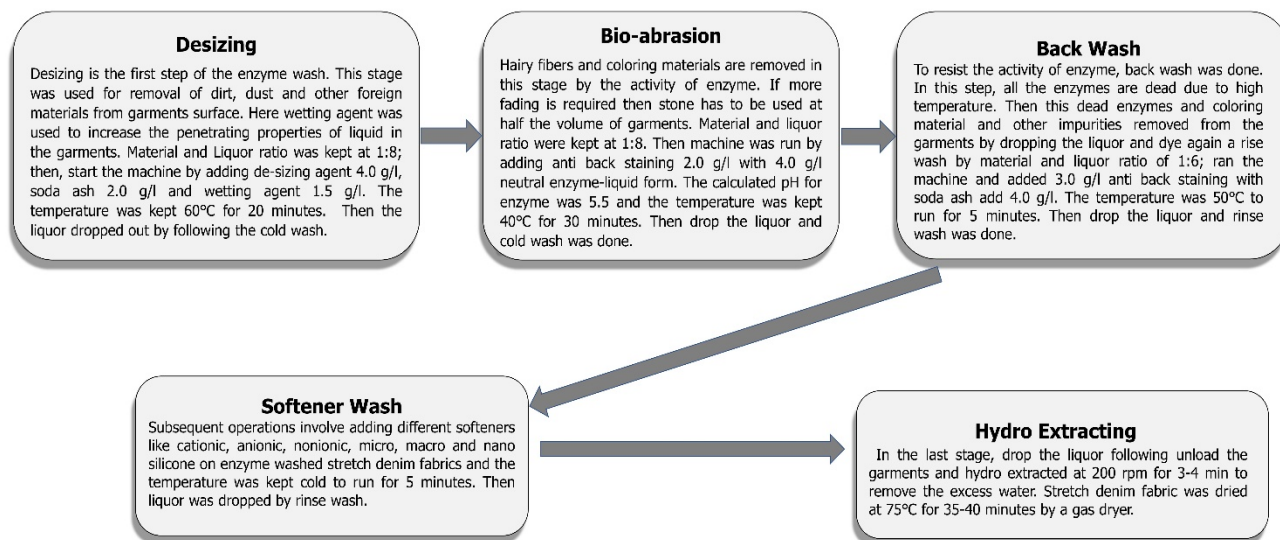 Desizing
Desizing is the first step of the enzyme wash. This stage
was used for removal of dirt, dust and other foreign
materials from garments surface. Here wetting agent
was used to increase the penetrating properties of liquid in
the garments. Material and Liquor ratio was kept at 1:8;
then, start the machine by adding de-sizing agent 4.0 g/l,
soda ash 2.0 g/l and wetting agent 1.5 g/l. The
temperature was kept 60°C for 20 minutes. Then the
liquor dropped out by following the cold wash.
Bio-abrasion
Hairy fibers and coloring materials are removed in
this stage by the activity of enzyme. If more
fading is required then stone has to be used at
half the volume of garments. Material and liquor
ratio were kept at 1:8. Then machine was run by
adding anti back staining 2.0 g/l with 4.0 g/l
neutral enzyme-liquid form. The calculated pH for
enzyme was 5.5 and the temperature was kept
40°C for 30 minutes. Then drop the liquor and
cold wash was done.
Back Wash
To resist the activity of enzyme, back wash was done.
In this step, all the enzymes are dead due to high
temperature. Then this dead enzymes and coloring
material and other impurities removed from the
garments by dropping the liquor and dye again a rise
wash by material and liquor ratio of 1:6; ran the
machine and added 3.0 g/l anti back staining with
soda ash add 4.0 g/l. The temperature was 50°C to
run for 5 minutes. Then drop the liquor and rinse
wash was done.
Softener Wash
Subsequent operations involve adding different softeners
like cationic, anionic, nonionic, micro, macro and nano
silicone on enzyme washed stretch denim fabrics and the
temperature was kept cold to run for 5 minutes. Then
liquor was dropped by rinse wash.
Hydro Extracting
In the last stage, drop the liquor following unload the
garments and hydro extracted at 200 rpm for 3-4 min to
remove the excess water. Stretch denim fabric was dried
at 75°C for 35-40 minutes by a gas dryer.